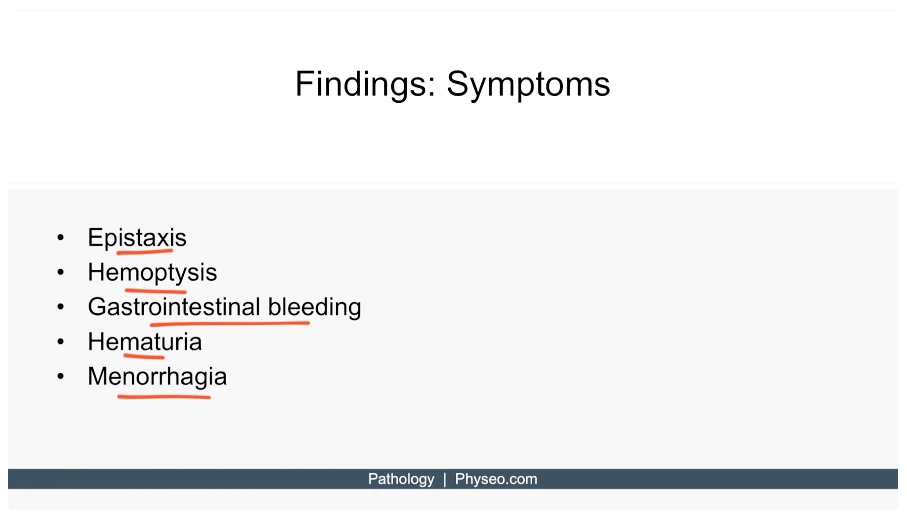 Findings: Symptoms
• Epistaxis
• Hemoptysis
• Gastrointestinal bleeding
• Hematuria
• Menorrhagia
Pathology | Physeo.com